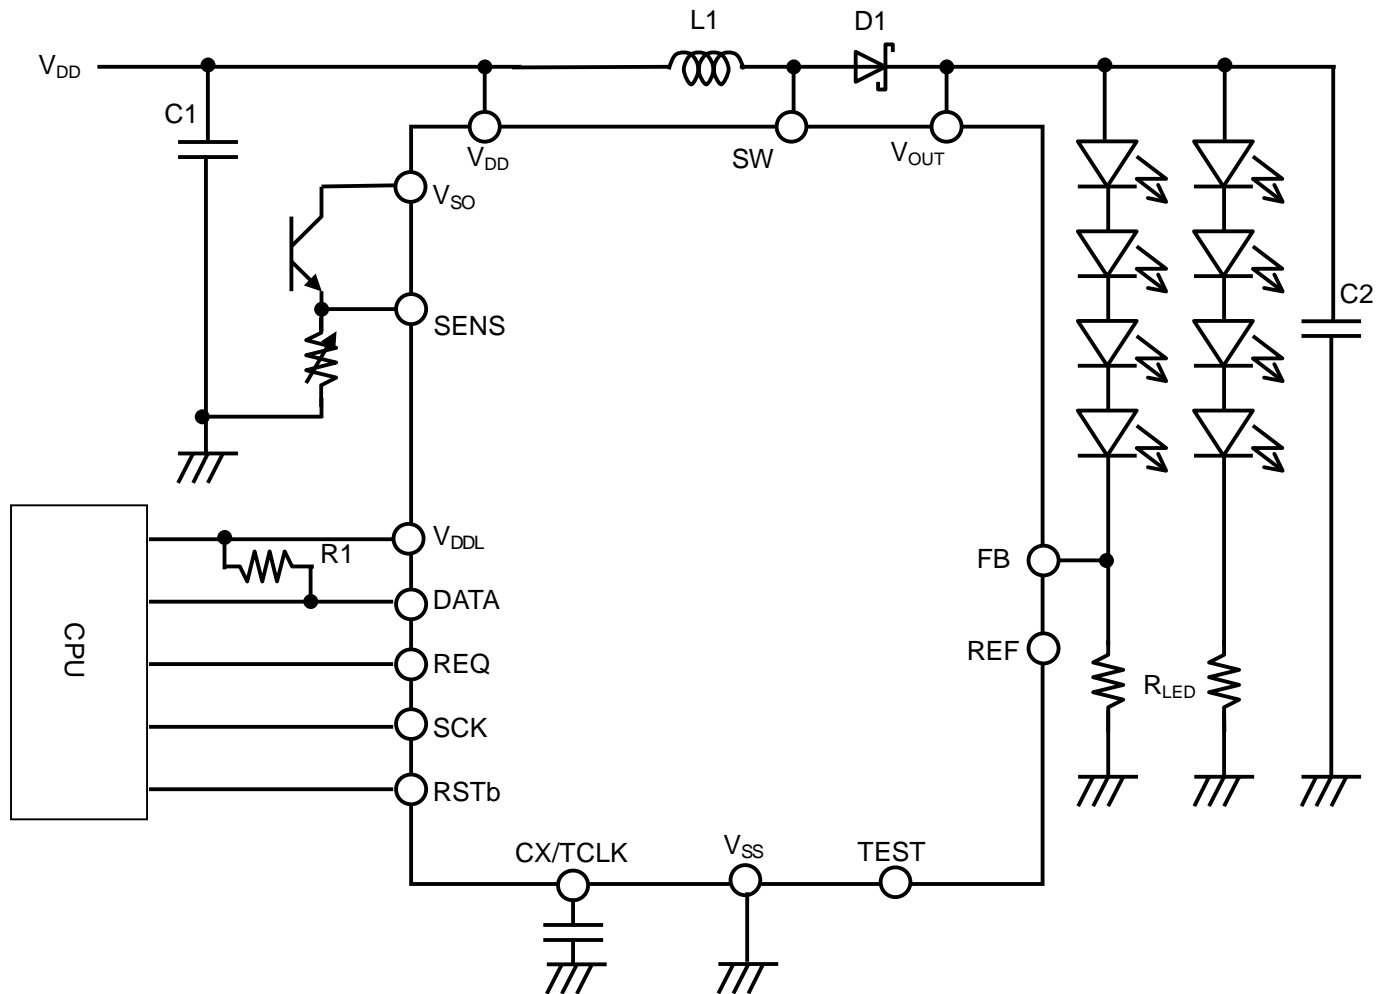 L1
D1
VDD
C1
VDD
SW
VOUT
VSO
C2
SENS
VDDL
R1
FB
DATA
CPU
REQ
REF
RLED
SCK
RSTb
CX/TCLK
VSS
TEST